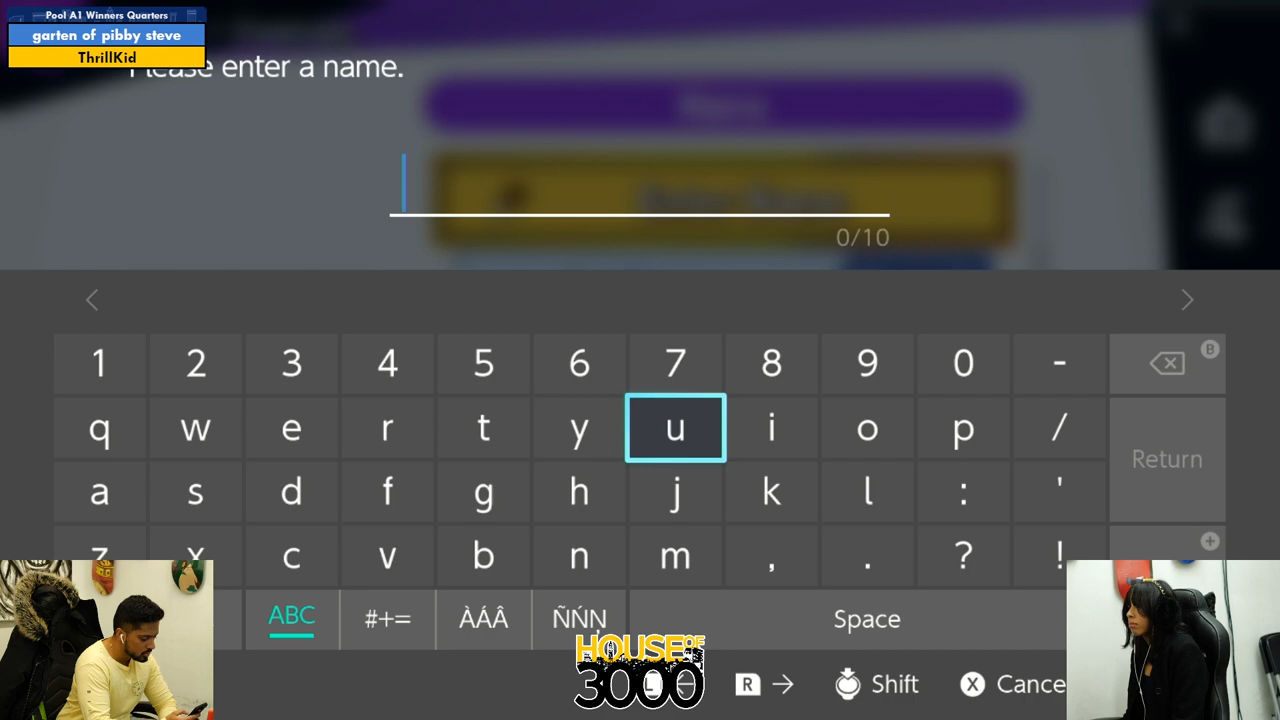 Pool A1 Winners Quarters
garten of pibby steve
ThrillKid
Please enter a name.
0/10
1 2 3 4 5 6 7 8 9 0 -
B
q w e r t y u i o p /
Return
a s d f g h j k l : '
z x c v b n m , . ? !
ABC #+= ÀÁÂ ÑŃŅ Space
HOUSE OF
3000
L R → Shift X Cance